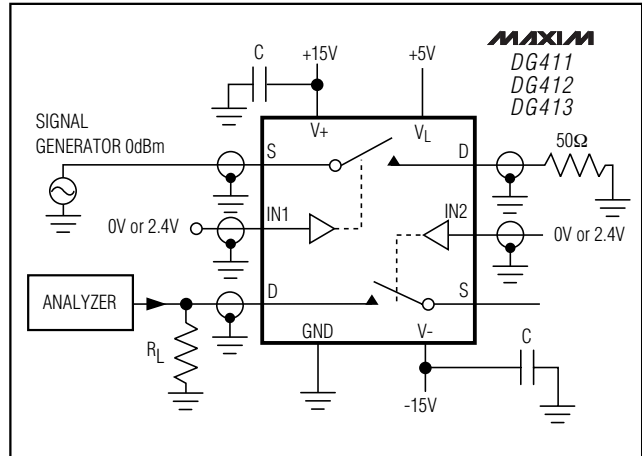 MAXIM
DG411
DG412
DG413
C
+15V
+5V
SIGNAL
GENERATOR 0dBm
V+
VL
50Ω
S
D
IN1
IN2
0V or 2.4V
0V or 2.4V
ANALYZER
D
S
RL
GND
V-
C
-15V